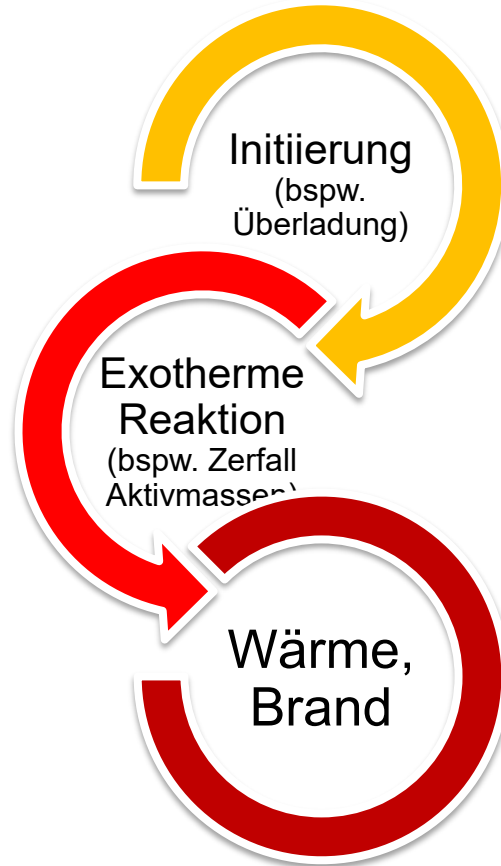 Initiierung
(bspw.
Überladung)
Exotherme
Reaktion
(bspw. Zerfall
Aktivmassen)
Wärme,
Brand